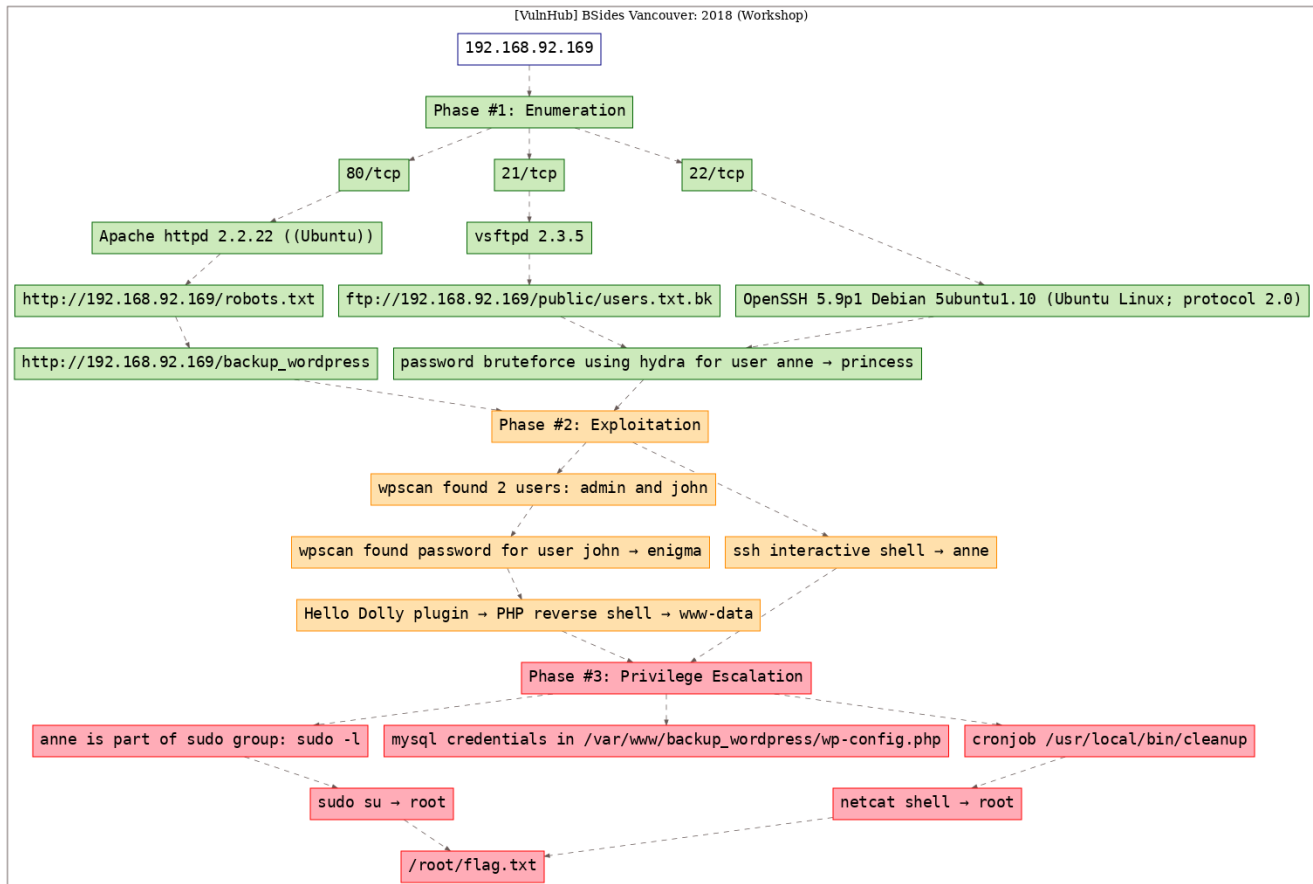 [VulnHub] BSides Vancouver: 2018 (Workshop)
192.168.92.169
Phase #1: Enumeration
80/tcp
21/tcp
22/tcp
Apache httpd 2.2.22 ((Ubuntu))
vsftpd 2.3.5
http://192.168.92.169/robots.txt
ftp://192.168.92.169/public/users.txt.bk
OpenSSH 5.9p1 Debian 5ubuntu1.10 (Ubuntu Linux; protocol 2.0)
http://192.168.92.169/backup_wordpress
password bruteforce using hydra for user anne → princess
Phase #2: Exploitation
wpscan found 2 users: admin and john
wpscan found password for user john → enigma
ssh interactive shell → anne
Hello Dolly plugin → PHP reverse shell → www-data
Phase #3: Privilege Escalation
anne is part of sudo group: sudo -l
mysql credentials in /var/www/backup_wordpress/wp-config.php
cronjob /usr/local/bin/cleanup
sudo su → root
netcat shell → root
/root/flag.txt